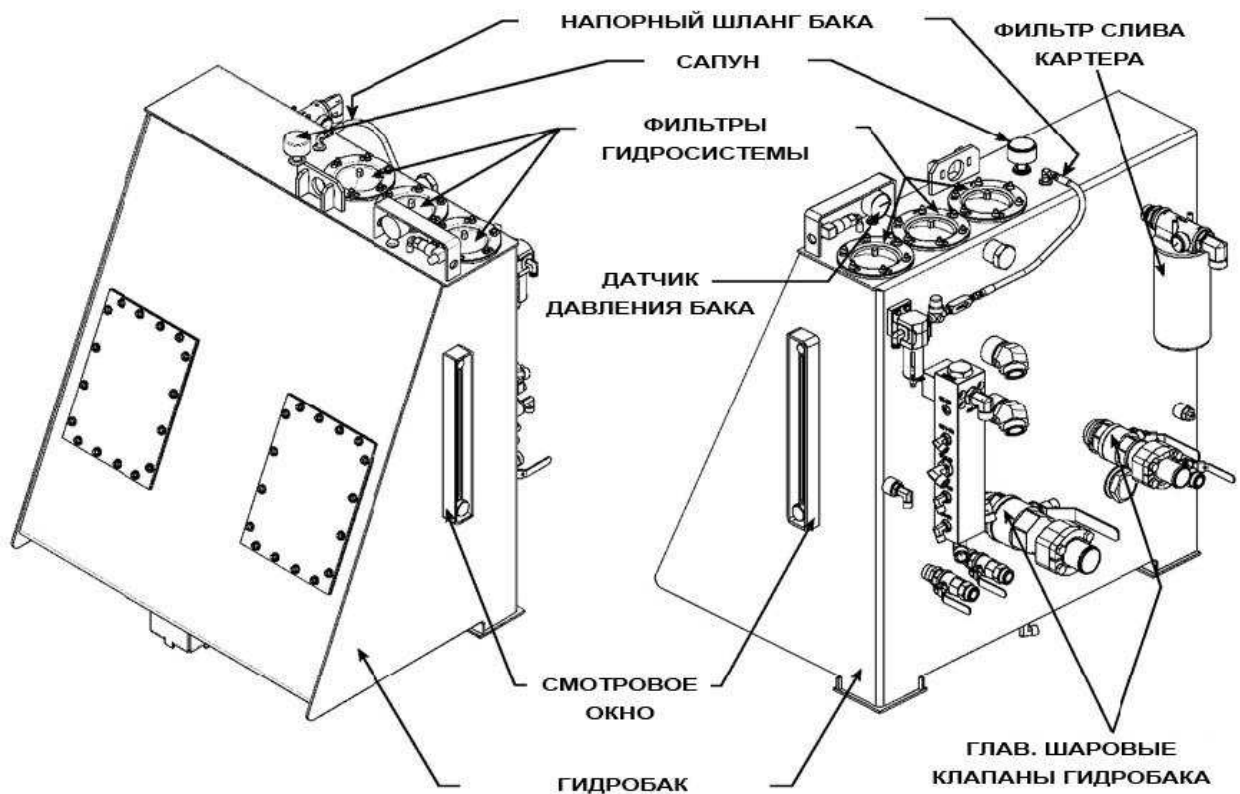 НАПОРНЫЙ ШЛАНГ БАКА
САПУН
ФИЛЬТР СЛИВА
КАРТЕРА
ФИЛЬТРЫ
ГИДРОСИСТЕМЫ
ДАТЧИК
ДАВЛЕНИЯ БАКА
СМОТРОВОЕ
ОКНО
ГИДРОБАК
ГЛАВ. ШАРОВЫЕ
КЛАПАНЫ ГИДРОБАКА